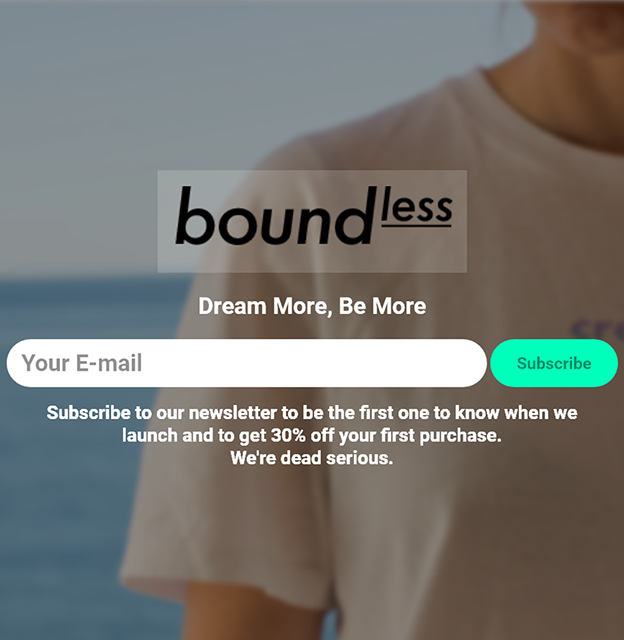 boundless
Dream More, Be More
Your E-mail
Subscribe
Subscribe to our newsletter to be the first one to know when we
launch and to get 30% off your first purchase.
We're dead serious.